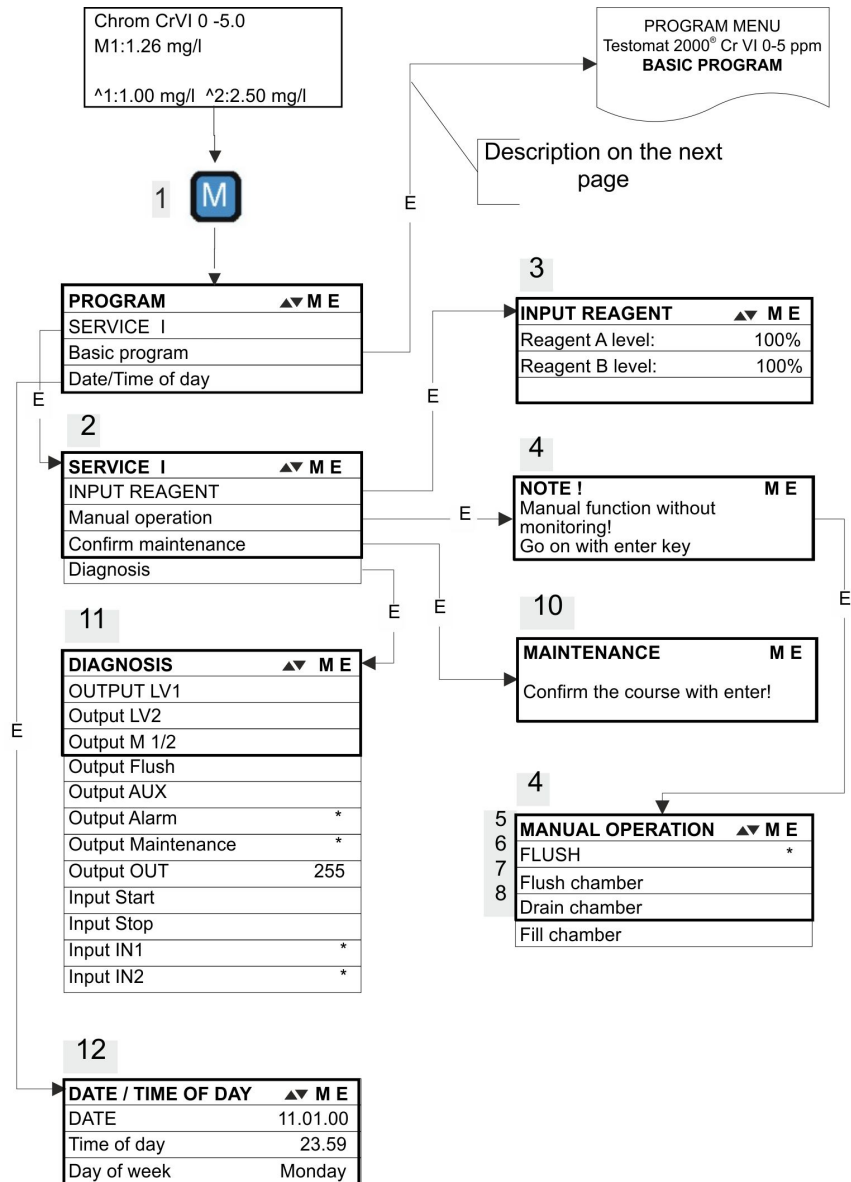 Chrom CrVI 0 -5.0
M1:1.26 mg/l
^1:1.00 mg/l ^2:2.50 mg/l
PROGRAM MENU
Testomat 2000® Cr VI 0-5 ppm
BASIC PROGRAM
Description on the next
page
1 M
E
PROGRAM ▲▼ M E
SERVICE I
Basic program
Date/Time of day
E
3
INPUT REAGENT ▲▼ M E
Reagent A level: 100%
Reagent B level: 100%
E
2
SERVICE I ▲▼ M E
INPUT REAGENT
Manual operation
Confirm maintenance
Diagnosis
E
4
NOTE ! M E
Manual function without
monitoring!
Go on with enter key
E
E
E
10
MAINTENANCE M E
Confirm the course with enter!
11
DIAGNOSIS ▲▼ M E
OUTPUT LV1
Output LV2
Output M 1/2
Output Flush
Output AUX
Output Alarm *
Output Maintenance *
Output OUT 255
Input Start
Input Stop
Input IN1 *
Input IN2 *
E
4
5
6
7
8
MANUAL OPERATION ▲▼ M E
FLUSH *
Flush chamber
Drain chamber
Fill chamber
12
DATE / TIME OF DAY ▲▼ M E
DATE 11.01.00
Time of day 23.59
Day of week Monday